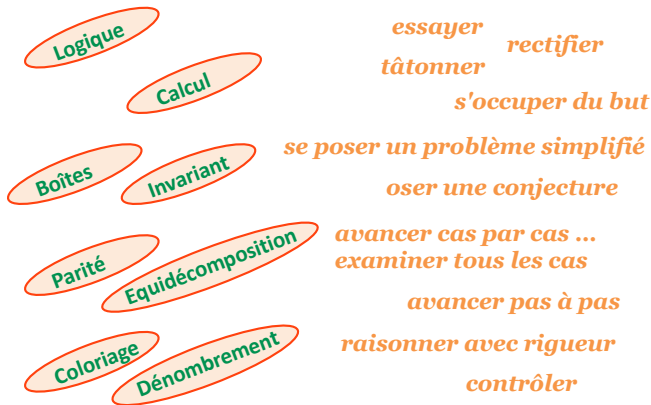 Logique
Calcul
Boîtes
Invariant
Parité
Equidécomposition
Coloriage
Dénombrement
essayer
rectifier
tâtonner
s'occuper du but
se poser un problème simplifié
oser une conjecture
avancer cas par cas ...
examiner tous les cas
avancer pas à pas
raisonner avec rigueur
contrôler